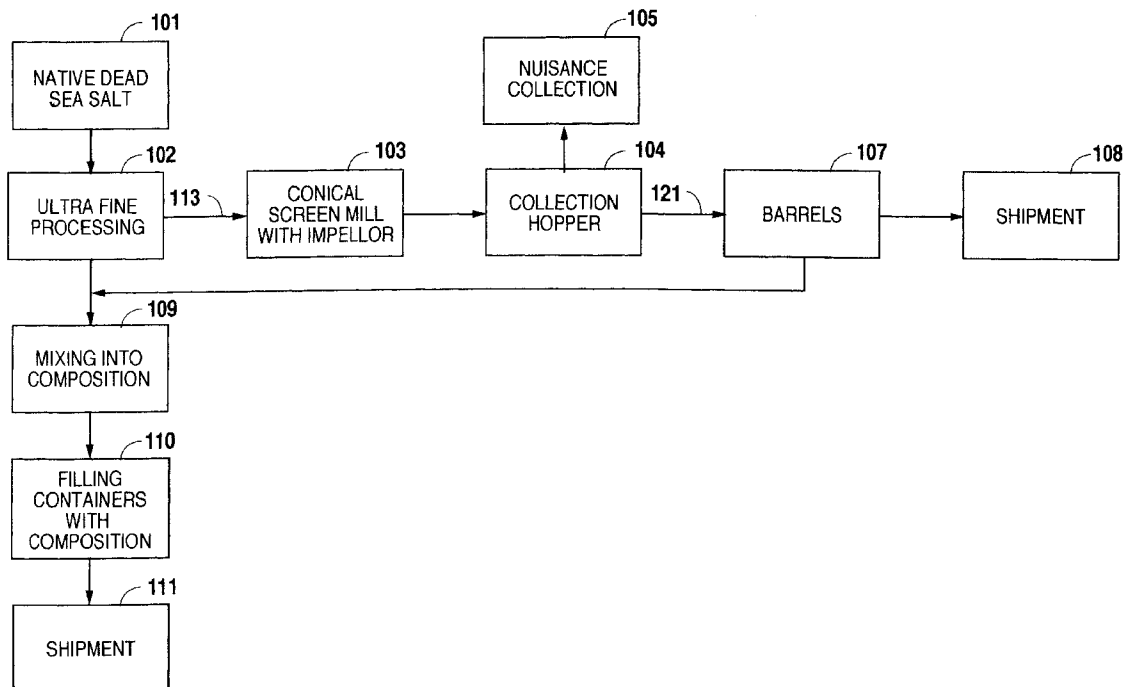 101
NATIVE DEAD
SEA SALT
105
NUISANCE
COLLECTION
102
ULTRA FINE
PROCESSING
113
103
CONICAL
SCREEN MILL
WITH IMPELLOR
104
COLLECTION
HOPPER
121
107
BARRELS
108
SHIPMENT
109
MIXING INTO
COMPOSITION
110
FILLING
CONTAINERS
WITH
COMPOSITION
111
SHIPMENT